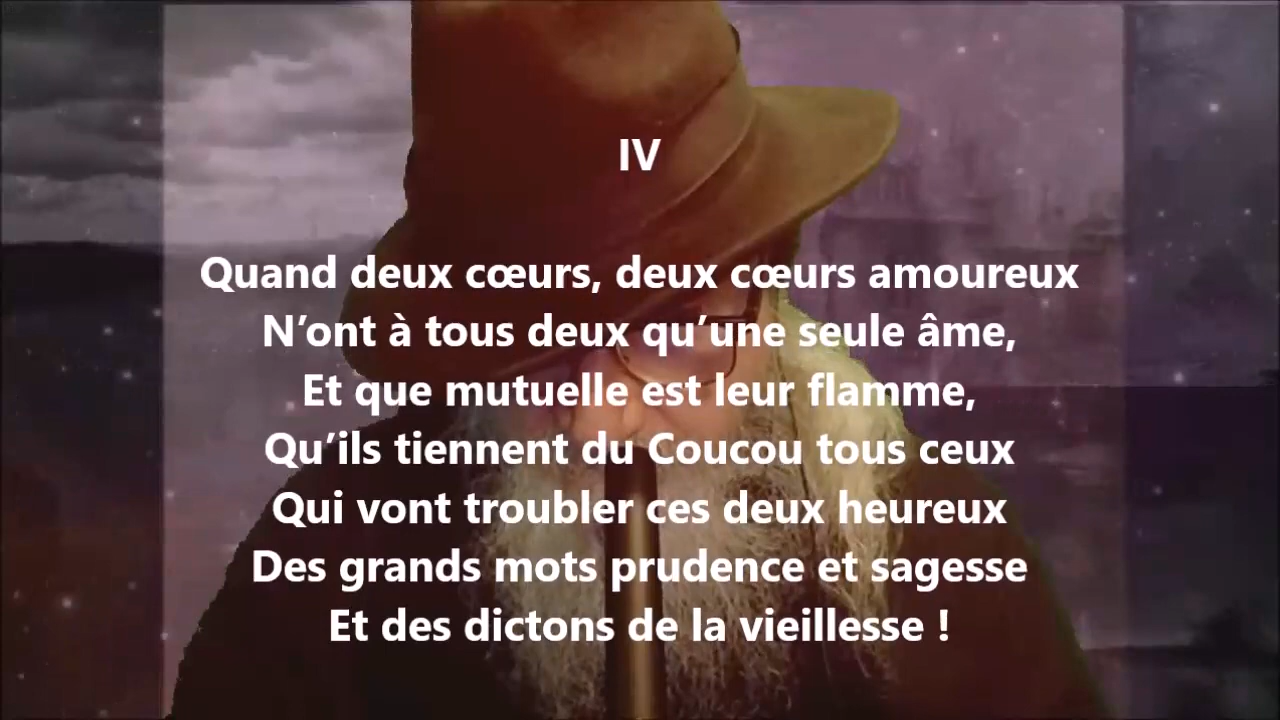 IV
Quand deux cœurs, deux cœurs amoureux
N’ont à tous deux qu’une seule âme,
Et que mutuelle est leur flamme,
Qu’ils tiennent du Coucou tous ceux
Qui vont troubler ces deux heureux
Des grands mots prudence et sagesse
Et des dictons de la vieillesse !